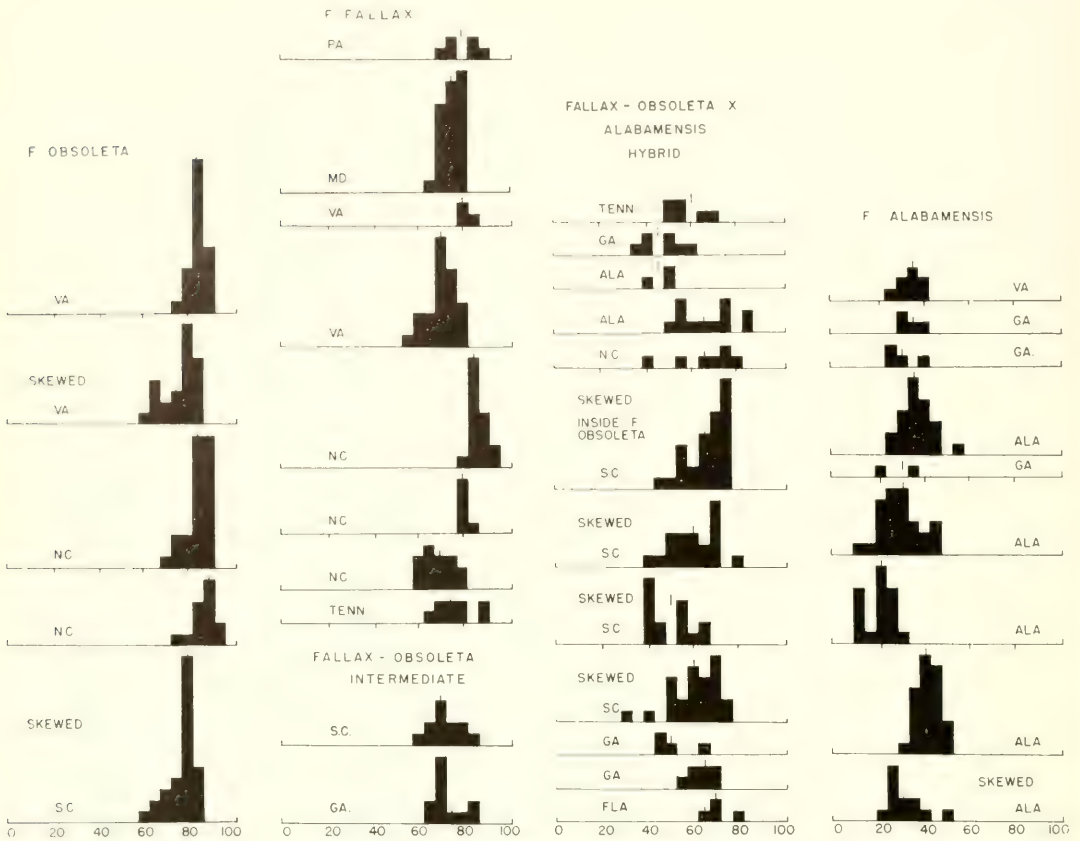 F OBSOLETA
VA
SKEWED
VA
NC
NC
SKEWED
SC
0 20 40 60 80 100
F FALLAX
PA.
MD.
VA
VA.
NC
NC
NC
TENN
FALLAX - OBSOLETA
INTERMEDIATE
S.C.
GA.
0 20 40 60 80 100
FALLAX - OBSOLETA X
ALABAMENSIS
HYBRID
TENN
GA
ALA
ALA
N.C
SKEWED
INSIDE F
OBSOLETA
S.C
SKEWED
SC
SKEWED
SC
SKEWED
SC
GA
GA
FLA
0 20 40 60 80 100
F ALABAMENSIS
VA
GA
GA.
ALA
GA
ALA
ALA
ALA
SKEWED
ALA
0 20 40 60 80 100